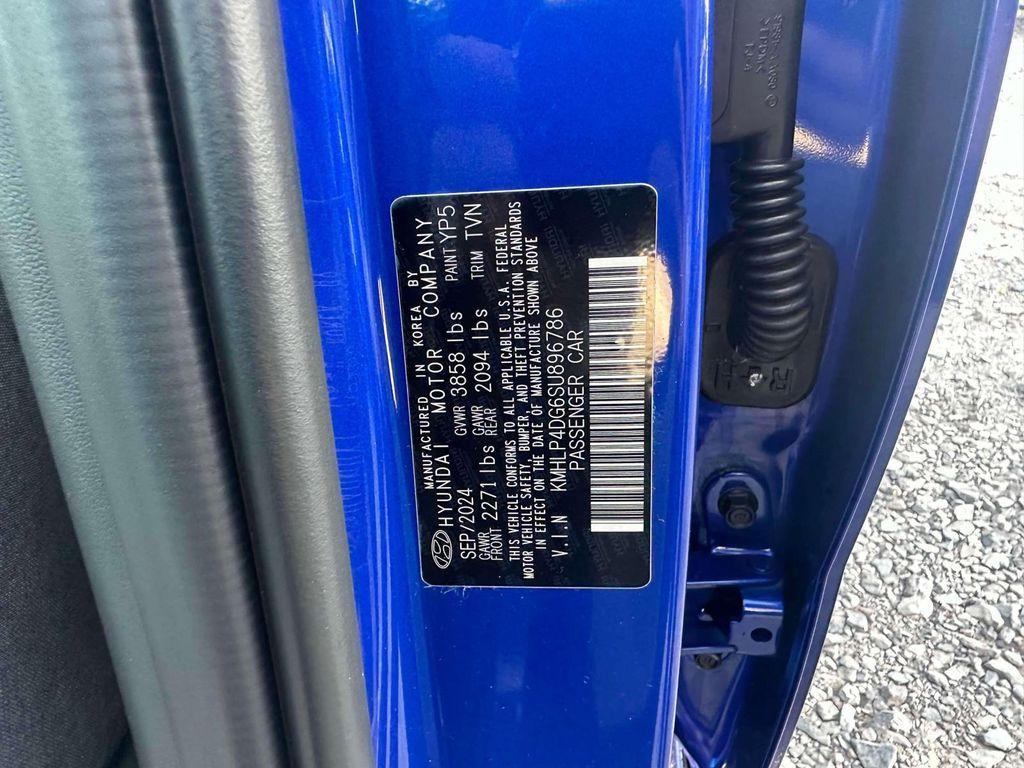 MANUFACTURED IN KOREA BY
HYUNDAI MOTOR COMPANY
SEP/2024 GVWR 3858 lbs PAINT YP5
GAWR FRONT 2771 lbs GAWR REAR 2094 lbs TRIM TVN
THIS VEHICLE CONFORMS TO ALL APPLICABLE U.S.A. FEDERAL
MOTOR VEHICLE SAFETY, BUMPER, AND THEFT PREVENTION STANDARDS
IN EFFECT ON THE DATE OF MANUFACTURE SHOWN ABOVE
V.I.N KMHLP4DG6SU896786
PASSENGER CAR